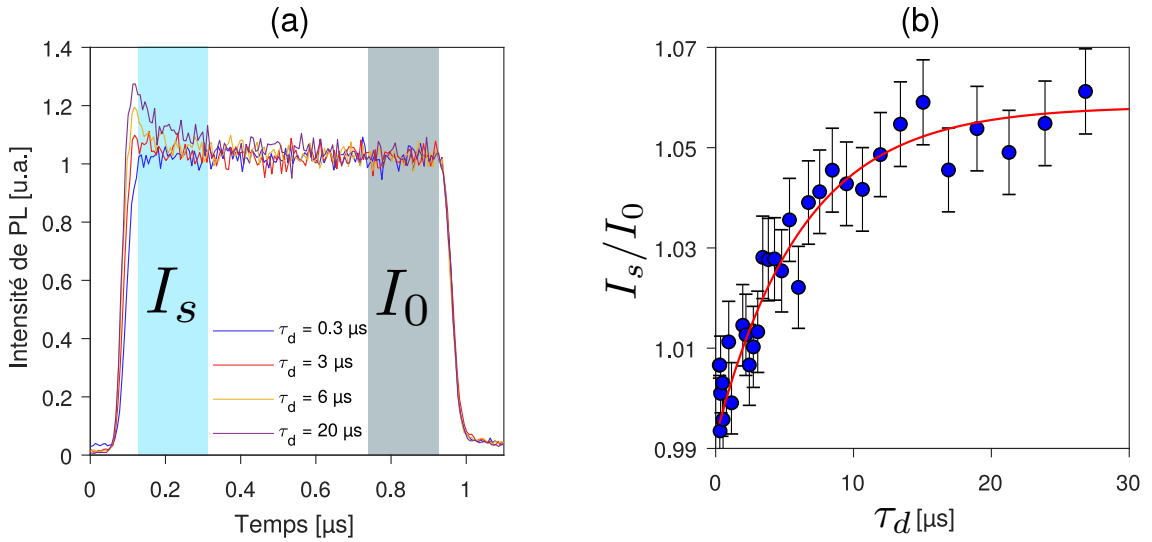 (a)
Intensité de PL [u.a.]
1.4
1.2
1
0.8
0.6
0.4
0.2
0
I_s
I_0
τ_d = 0.3 µs
τ_d = 3 µs
τ_d = 6 µs
τ_d = 20 µs
0 0.2 0.4 0.6 0.8 1
Temps [µs]
(b)
I_s/I_0
1.07
1.05
1.03
1.01
0.99
0 10 20 30
τ_d [µs]